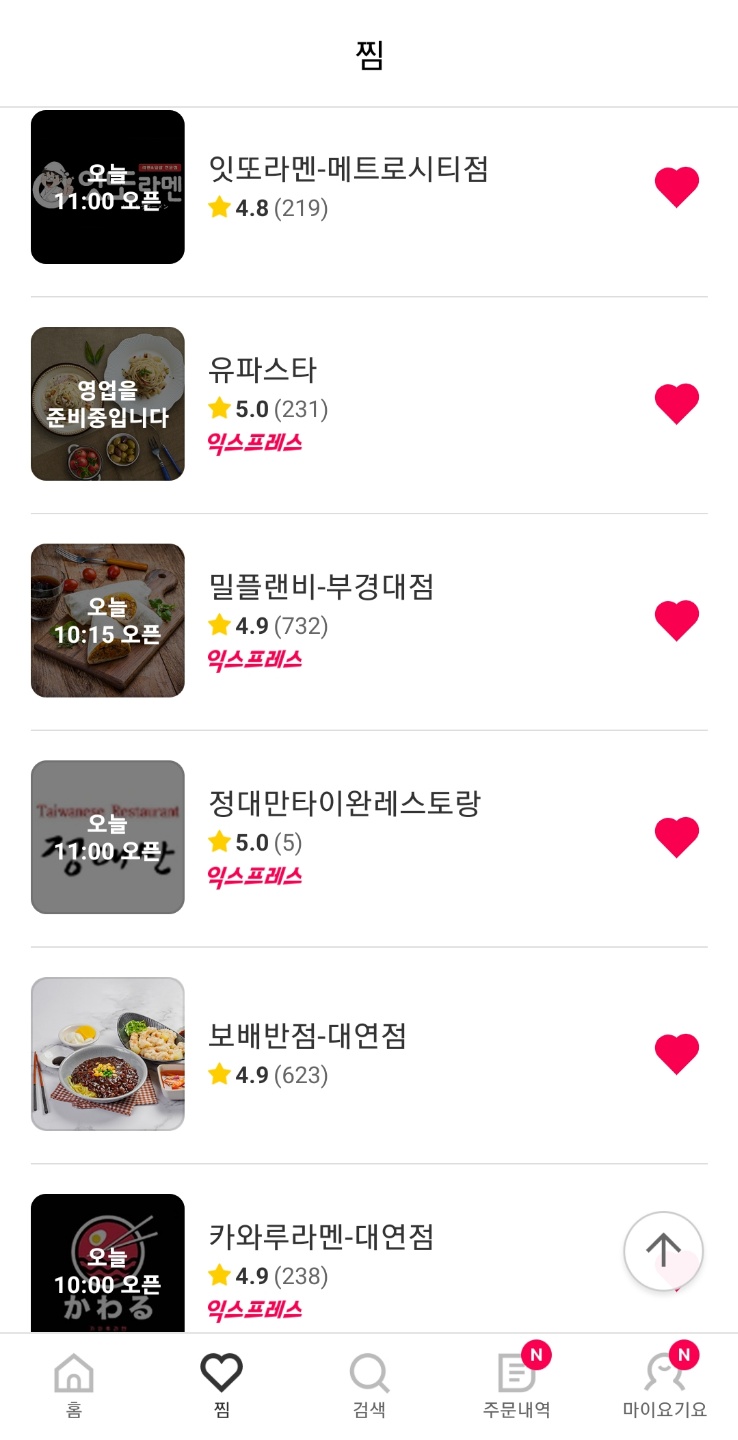 찜
오늘
11:00 오픈
잇또라멘-메트로시티점
4.8 (219)
영업을
준비중입니다
유파스타
5.0 (231)
익스프레스
오늘
10:15 오픈
밀플랜비-부경대점
4.9 (732)
익스프레스
Taiwanese Restaurant
오늘
11:00 오픈
정대만
정대만타이완레스토랑
5.0 (5)
익스프레스
보배반점-대연점
4.9 (623)
오늘
10:00 오픈
かわる
카와루라멘-대연점
4.9 (238)
익스프레스
홈
찜
검색
N
주문내역
N
마이요기요